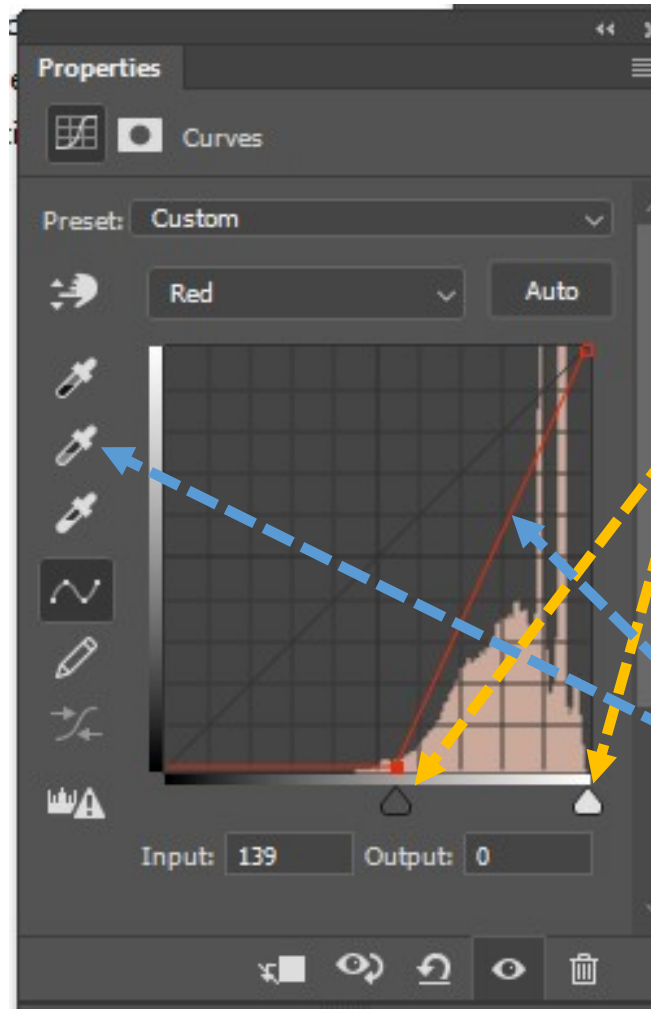 Properties
Curves
Preset: Custom
Red Auto
Input: 139 Output: 0